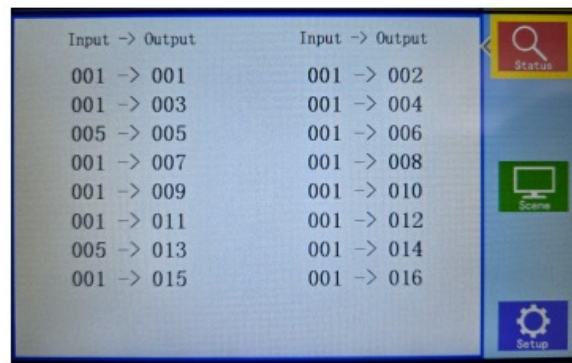 Input -> Output Input -> Output
001 -> 001 001 -> 002
001 -> 003 001 -> 004
005 -> 005 001 -> 006
001 -> 007 001 -> 008
001 -> 009 001 -> 010
001 -> 011 001 -> 012
005 -> 013 001 -> 014
001 -> 015 001 -> 016
Status
Scene
Setup